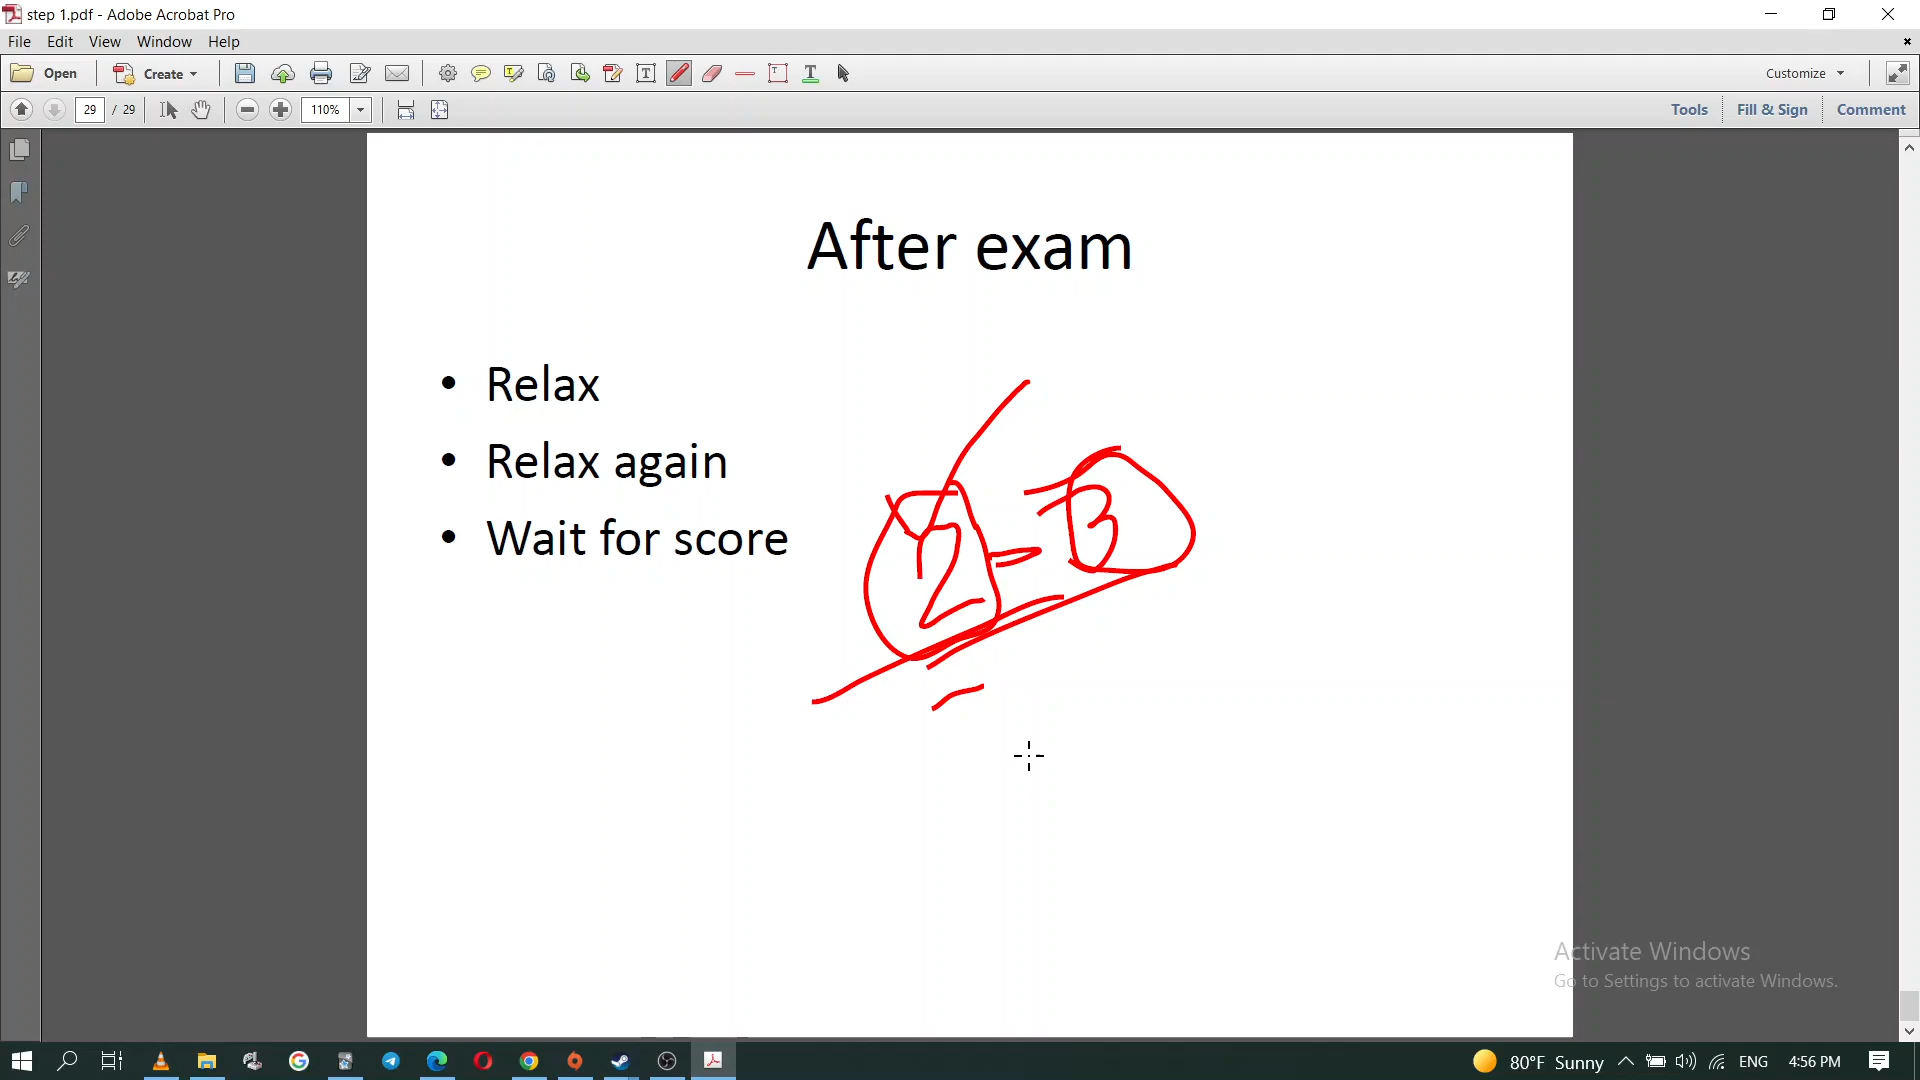 step 1.pdf - Adobe Acrobat Pro
File Edit View Window Help
Open Create Customize
29 / 29 110% Tools Fill & Sign Comment
After exam
• Relax
• Relax again
• Wait for score
2 - 3
Activate Windows
Go to Settings to activate Windows.
80°F Sunny ENG 4:56 PM